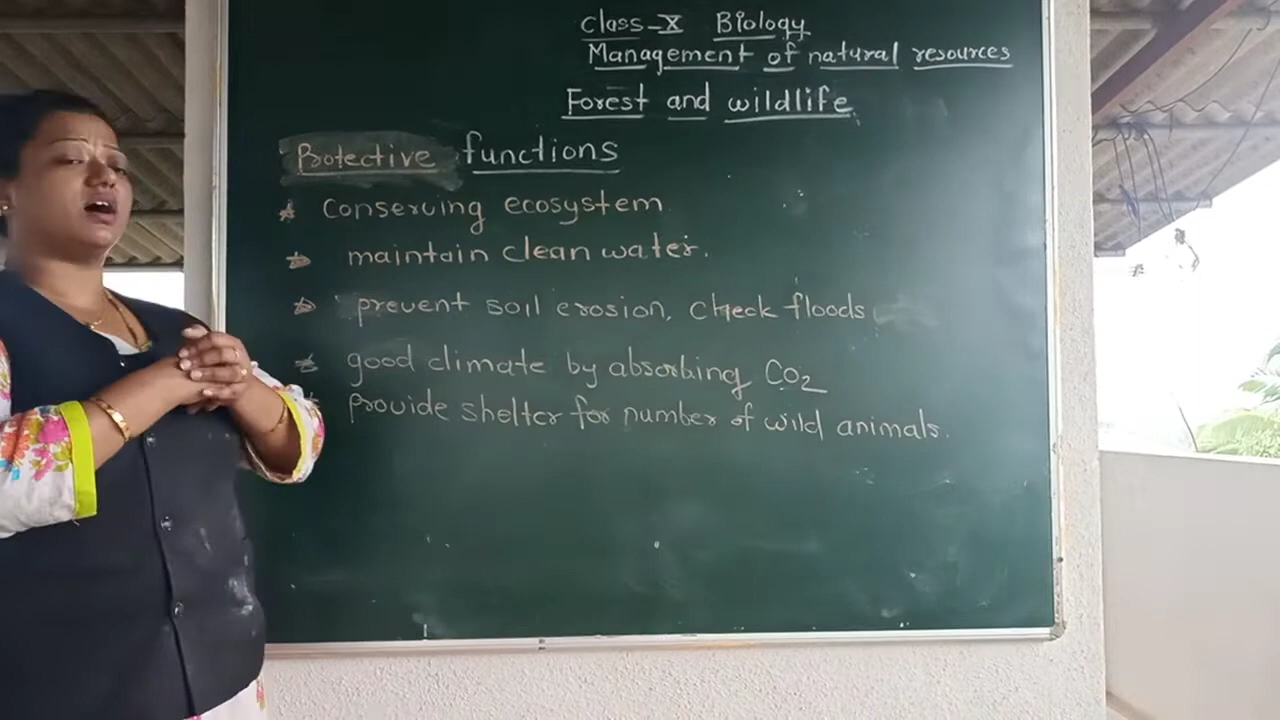 Class-X Biology
Management of natural resources
Forest and wildlife
Protective functions
* Conserving ecosystem
* maintain clean water.
* prevent soil erosion, check floods
* good climate by absorbing CO2
* provide shelter for number of wild animals.